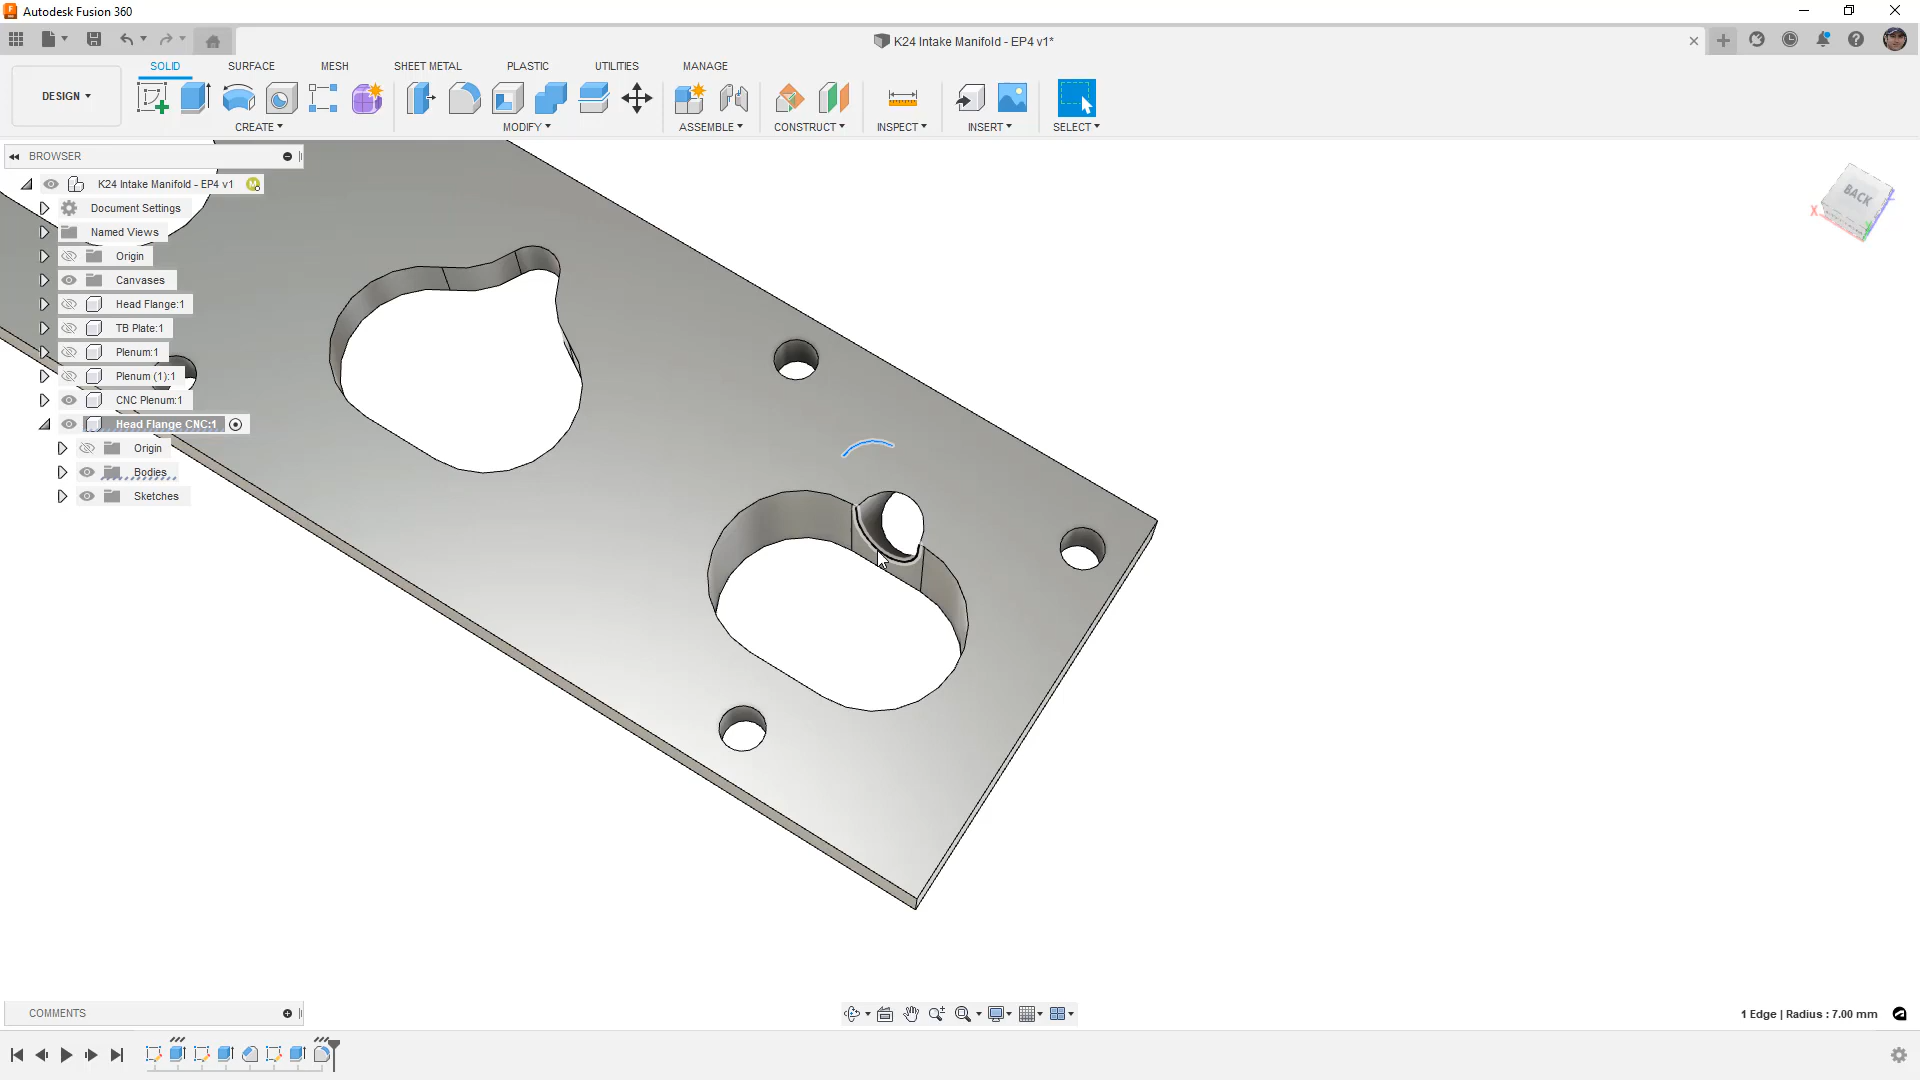 Autodesk Fusion 360
K24 Intake Manifold - EP4 v1*
SOLID SURFACE MESH SHEET METAL PLASTIC UTILITIES MANAGE
DESIGN
CREATE MODIFY ASSEMBLE CONSTRUCT INSPECT INSERT SELECT
BROWSER
K24 Intake Manifold - EP4 v1
Document Settings
Named Views
Origin
Canvases
Head Flange:1
TB Plate:1
Plenum:1
Plenum (1):1
CNC Plenum:1
Head Flange CNC:1
Origin
Bodies
Sketches
BACK
X
COMMENTS
1 Edge | Radius : 7.00 mm